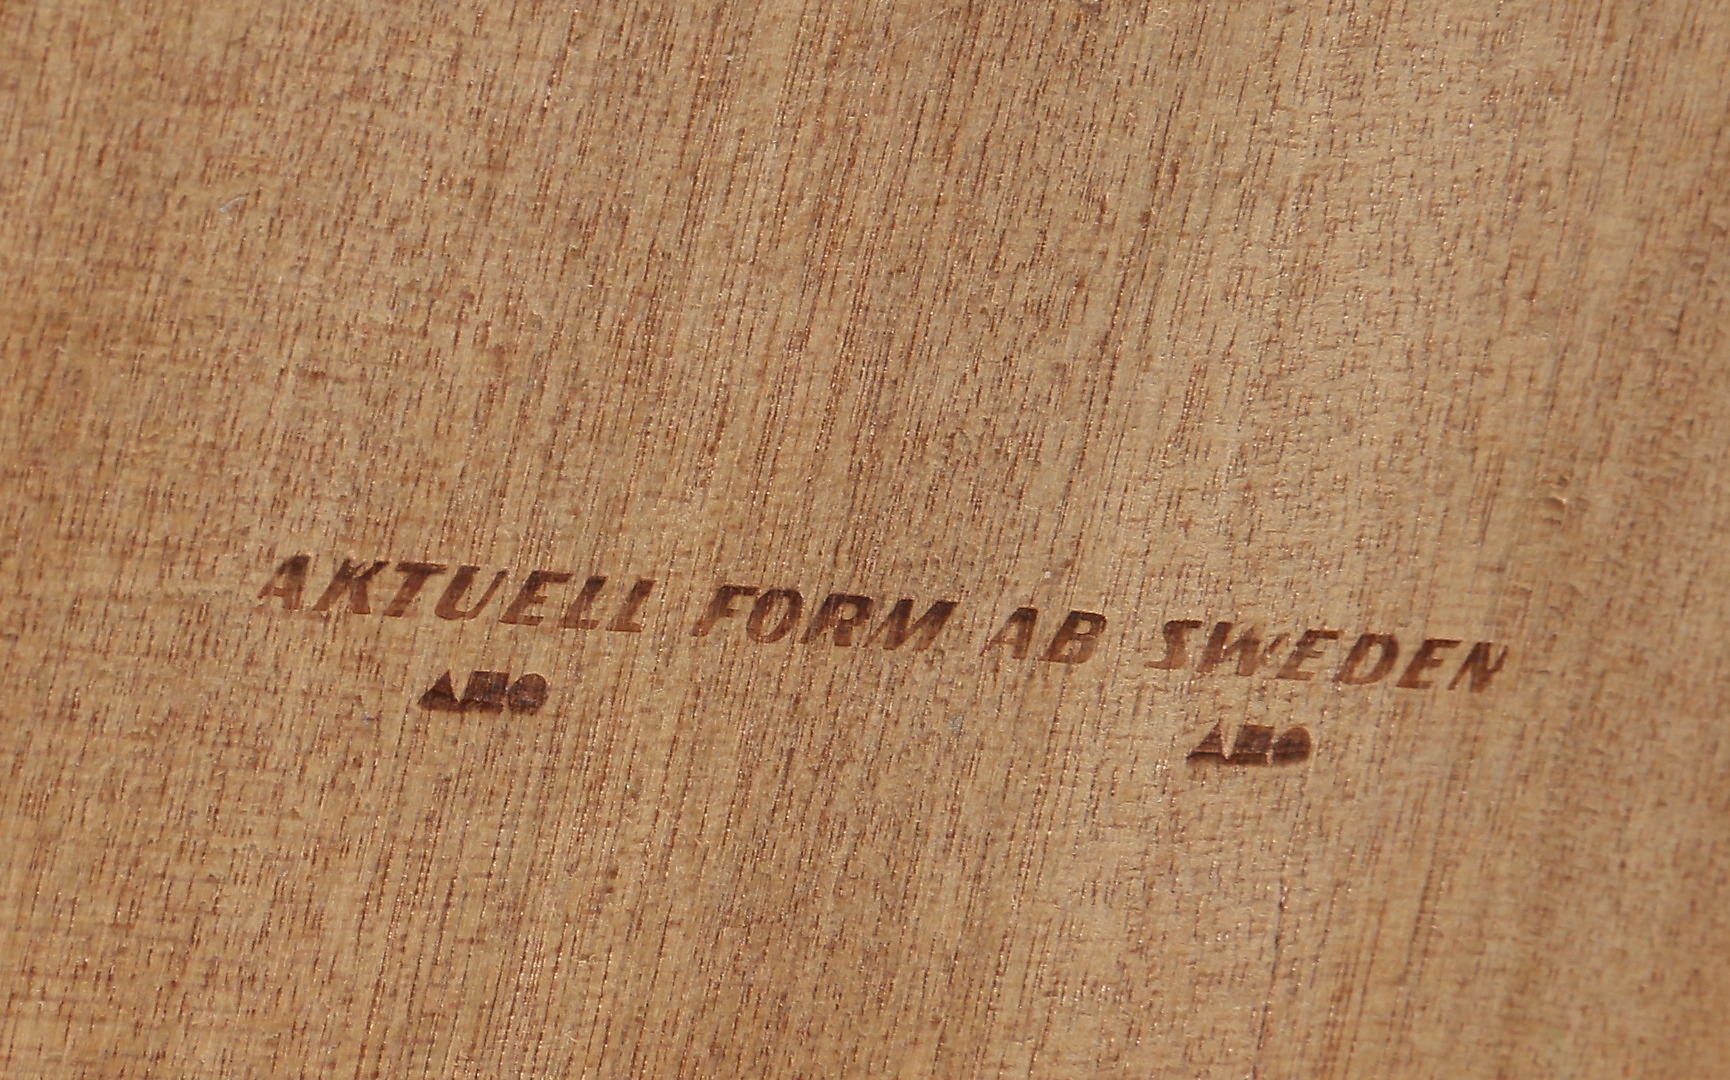 AKTUELL FORM AB SWEDEN